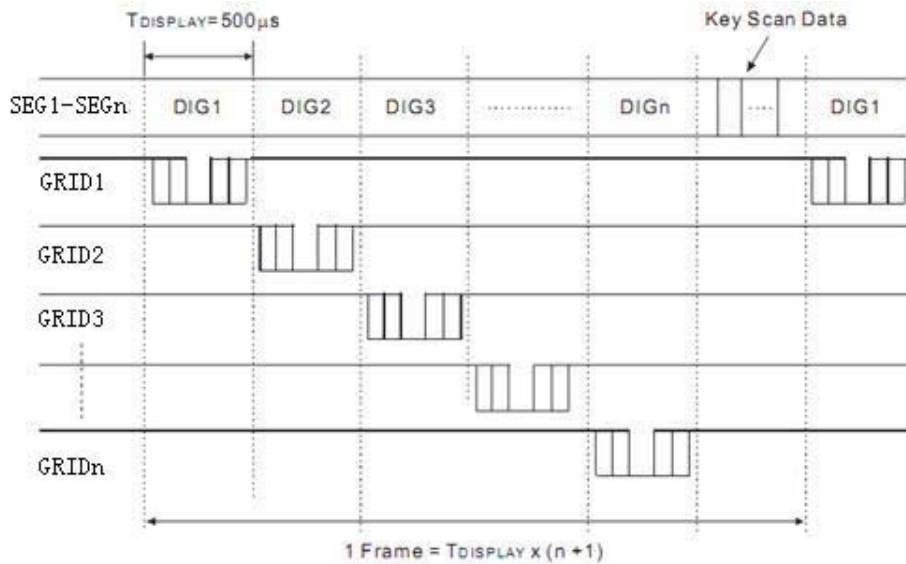 TDISPLAY=500μs
Key Scan Data
SEG1-SEGn
DIG1
DIG2
DIG3
............
DIGn
....
DIG1
GRID1
GRID2
GRID3
GRIDn
1 Frame = TDISPLAY x (n +1)